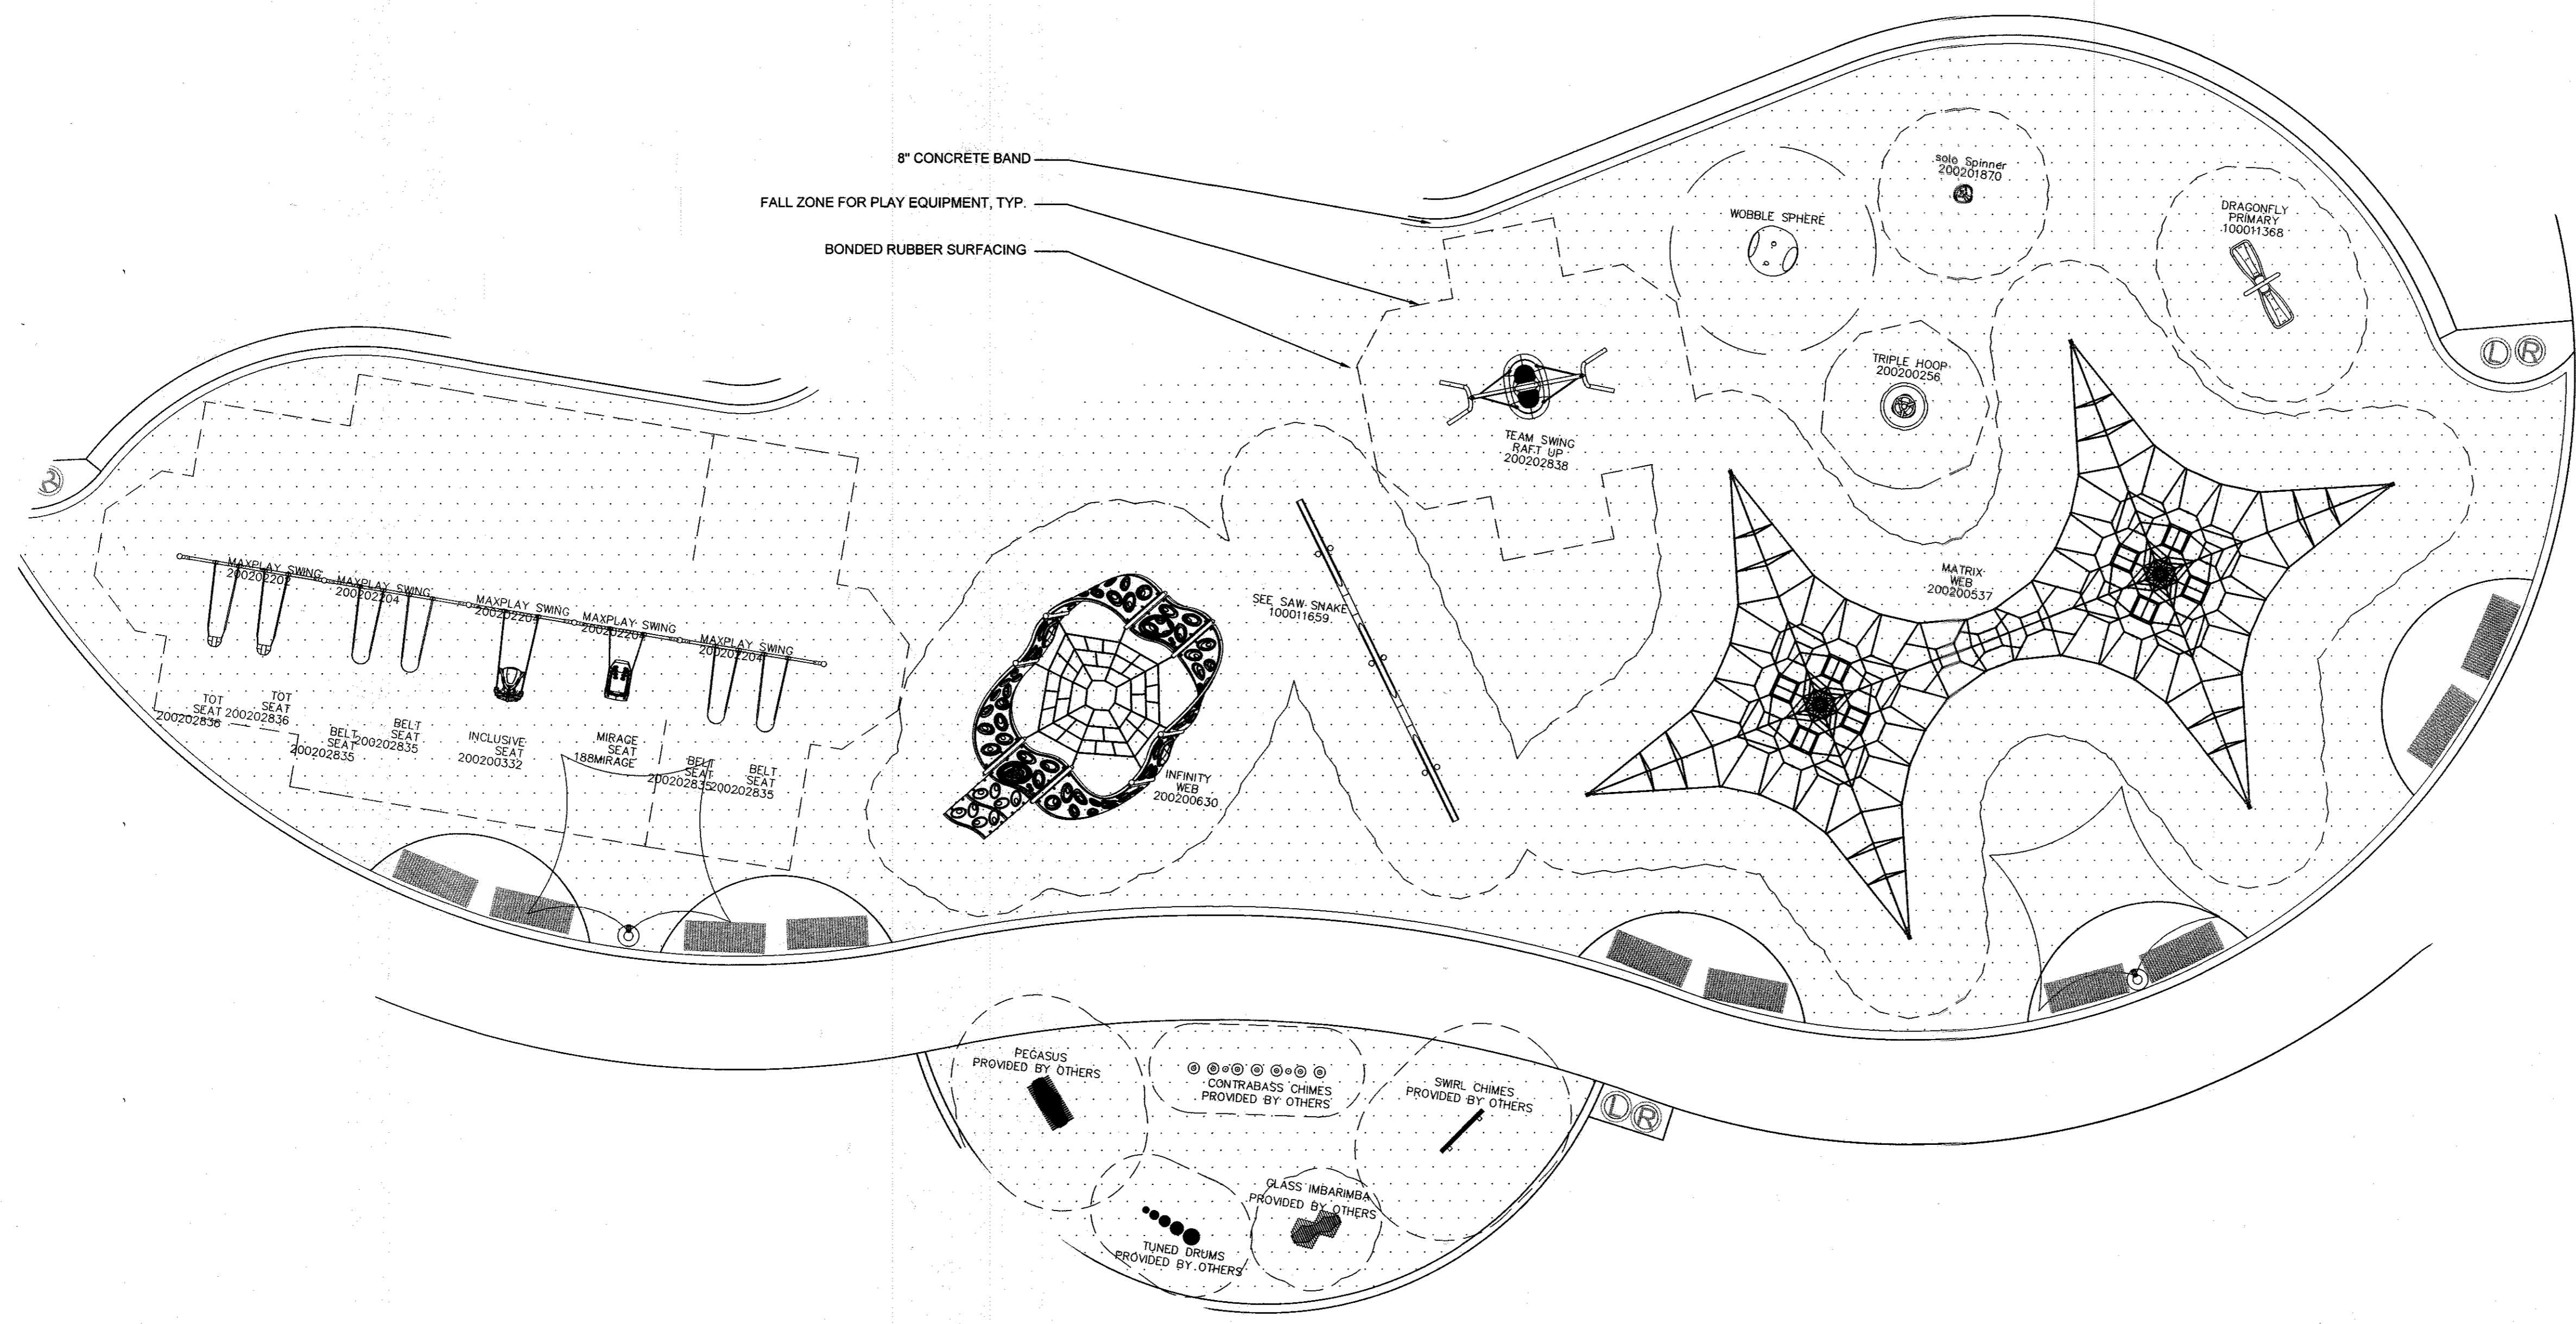 8" CONCRETE BAND
FALL ZONE FOR PLAY EQUIPMENT, TYP.
BONDED RUBBER SURFACING
solo Spinner
200201870
WOBBLE SPHERE
DRAGONFLY
PRIMARY
100011368
TRIPLE HOOP
200200256
L R
R
TEAM SWING
RAFT UP
200202838
MAXPLAY SWING
200202202
MAXPLAY SWING
200202204
MAXPLAY SWING
MAXPLAY SWING
MAXPLAY SWING
200202204
SEE SAW SNAKE
100011659
MATRIX
WEB
200200537
TOT
SEAT
200202836
TOT
SEAT
200202836
BELT
SEAT
200202835
BELT
SEAT
200202835
INCLUSIVE
SEAT
200200332
MIRAGE
SEAT
188MIRAGE
BELT
SEAT
200202835
BELT
SEAT
200202835
INFINITY
WEB
200200630
PEGASUS
PROVIDED BY OTHERS
CONTRABASS CHIMES
PROVIDED BY OTHERS
SWIRL CHIMES
PROVIDED BY OTHERS
L R
GLASS IMBARIMBA
PROVIDED BY OTHERS
TUNED DRUMS
PROVIDED BY OTHERS